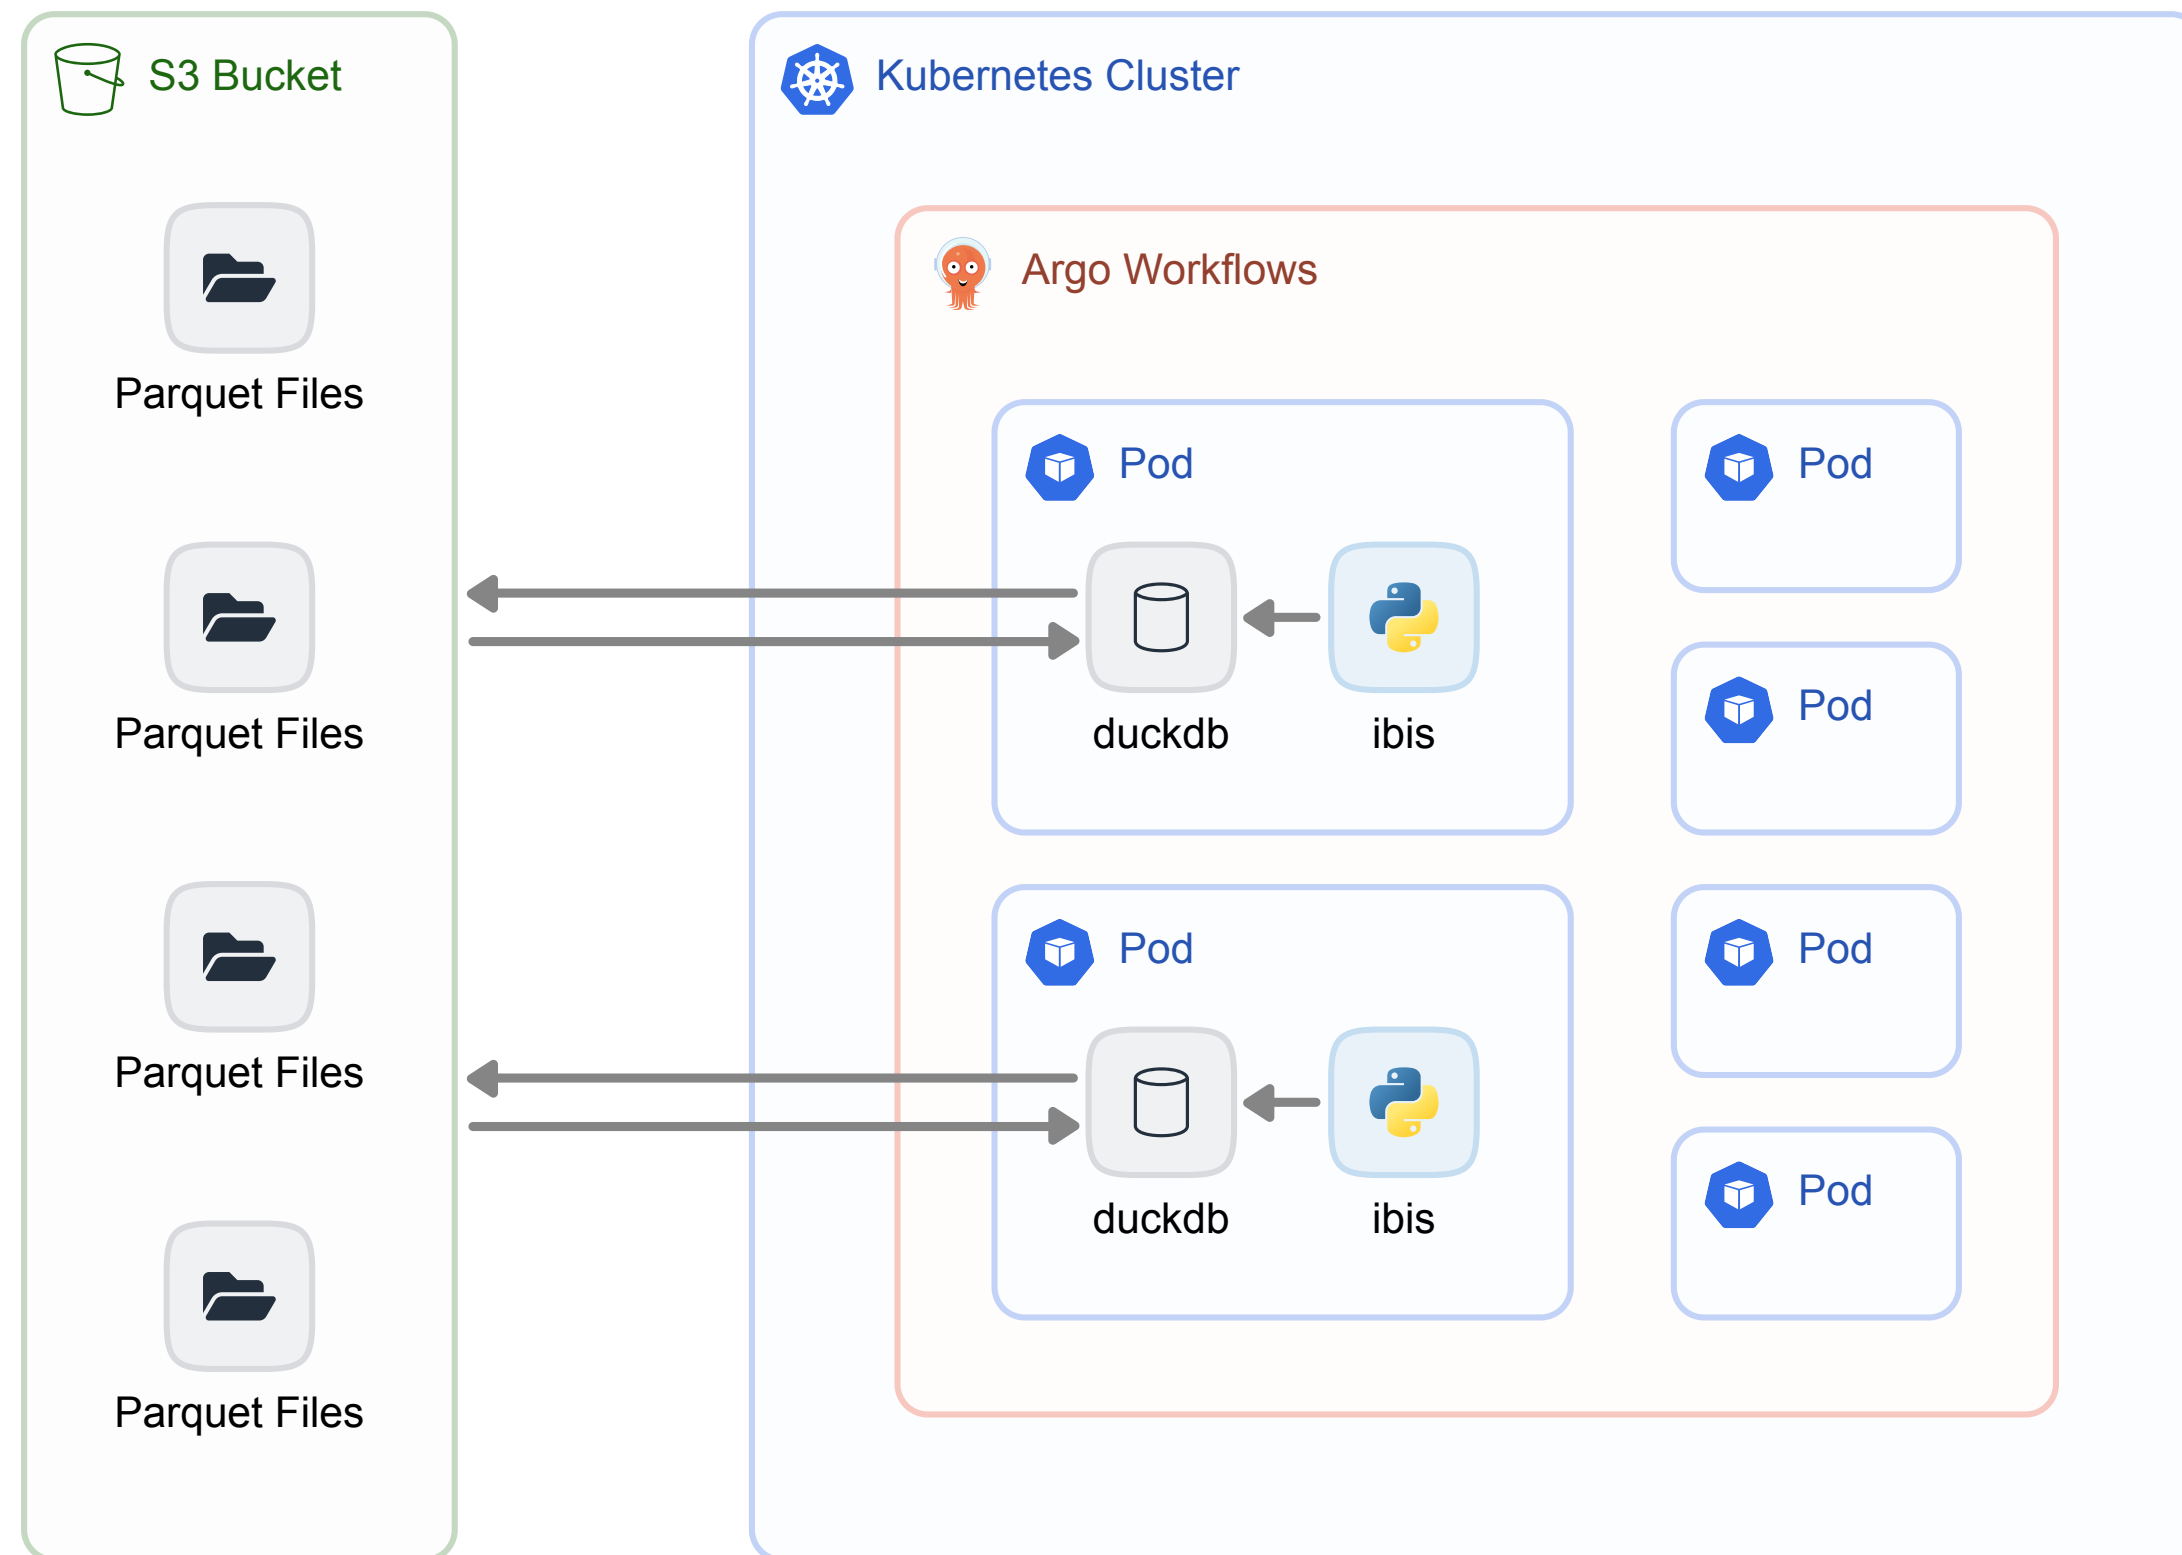 S3 Bucket
Parquet Files
Parquet Files
Parquet Files
Parquet Files
Kubernetes Cluster
Argo Workflows
Pod
duckdb
ibis
Pod
duckdb
ibis
Pod
Pod
Pod
Pod